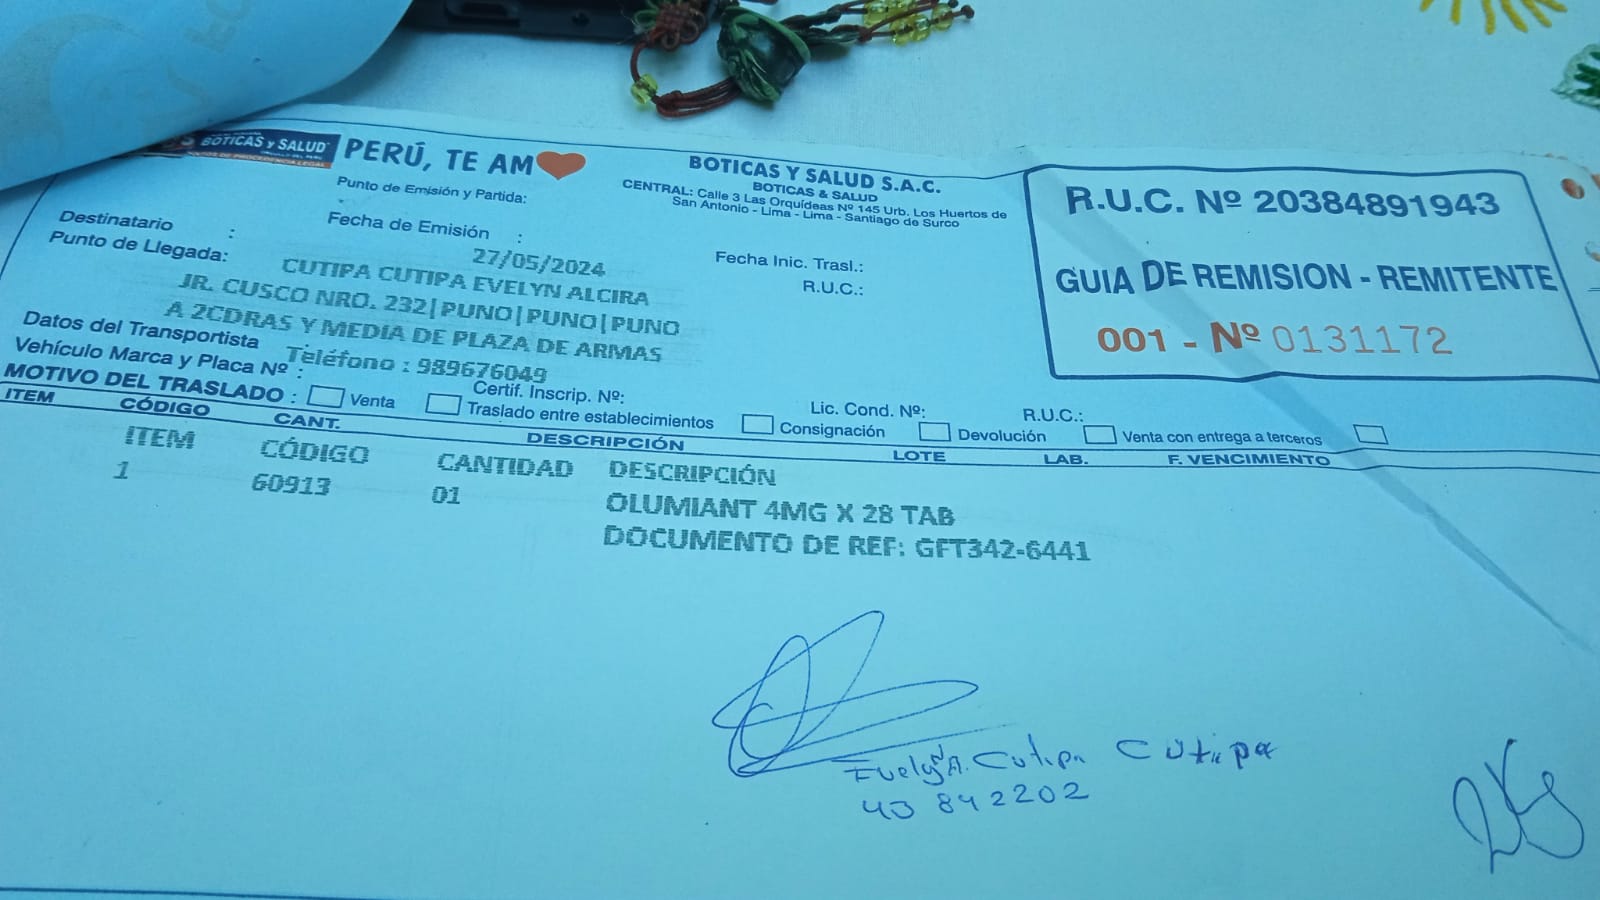 BOTICAS Y SALUD
PERÚ, TE AM
BOTICAS Y SALUD S.A.C.
BOTICAS & SALUD
CENTRAL: Calle 3 Las Orquídeas Nº 145 Urb. Los Huertos de
San Antonio - Lima - Lima - Santiago de Surco
R.U.C. Nº 20384891943
GUIA DE REMISION - REMITENTE
001 - Nº 0131172
Punto de Emisión y Partida:
Fecha de Emisión :
27/05/2024
Fecha Inic. Trasl.:
Destinatario :
CUTIPA CUTIPA EVELYN ALCIRA
R.U.C.:
Punto de Llegada:
JR. CUSCO NRO. 232|PUNO|PUNO|PUNO
A 2CDRAS Y MEDIA DE PLAZA DE ARMAS
Datos del Transportista :
Teléfono : 989676049
Vehículo Marca y Placa Nº :
Certif. Inscrip. Nº:
Lic. Cond. Nº:
R.U.C.:
MOTIVO DEL TRASLADO : Venta Traslado entre establecimientos Consignación Devolución Venta con entrega a terceros
ITEM CÓDIGO CANT. DESCRIPCIÓN LOTE LAB. F. VENCIMIENTO
ITEM CÓDIGO CANTIDAD DESCRIPCIÓN
1 60913 01 OLUMIANT 4MG X 28 TAB
DOCUMENTO DE REF: GFT342-6441
Evelyn A. Cutipa Cutipa
43842202